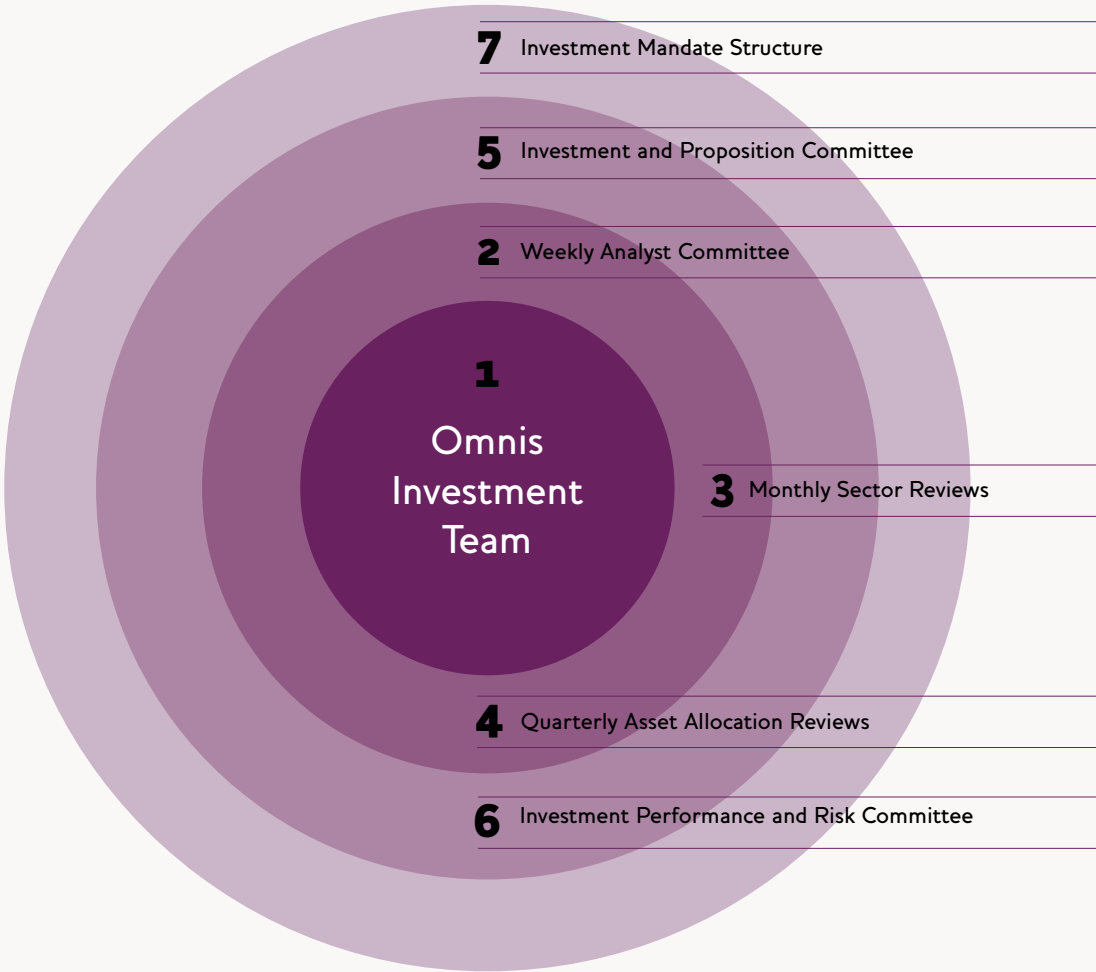 7 Investment Mandate Structure
5 Investment and Proposition Committee
2 Weekly Analyst Committee
1
Omnis
Investment
Team
3 Monthly Sector Reviews
4 Quarterly Asset Allocation Reviews
6 Investment Performance and Risk Committee